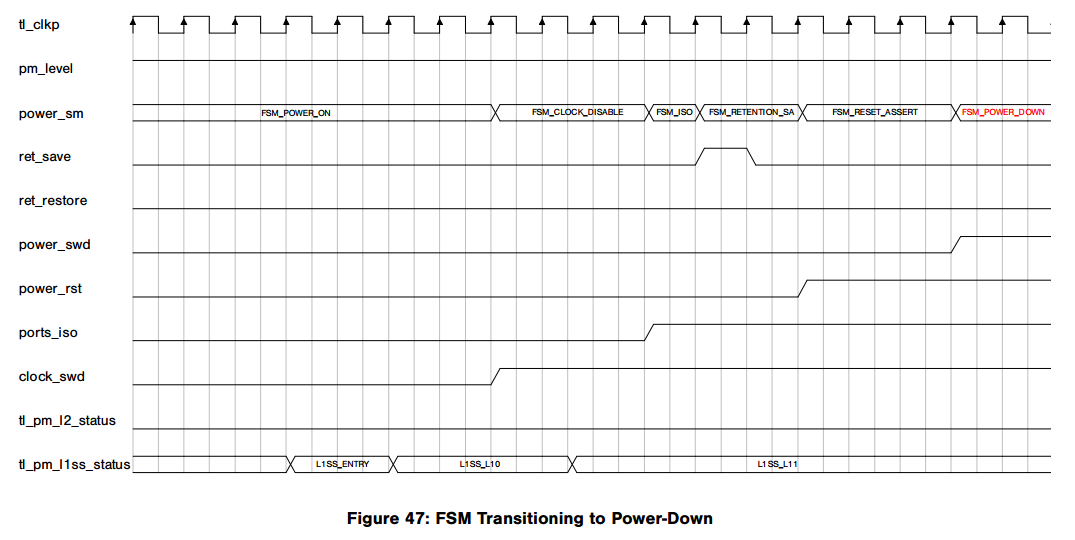 tl_clkp
pm_level
power_sm FSM_POWER_ON FSM_CLOCK_DISABLE FSM_ISO FSM_RETENTION_SA FSM_RESET_ASSERT FSM_POWER_DOWN
ret_save
ret_restore
power_swd
power_rst
ports_iso
clock_swd
tl_pm_l2_status
tl_pm_l1ss_status L1SS_ENTRY L1SS_L10 L1SS_L11
Figure 47: FSM Transitioning to Power-Down